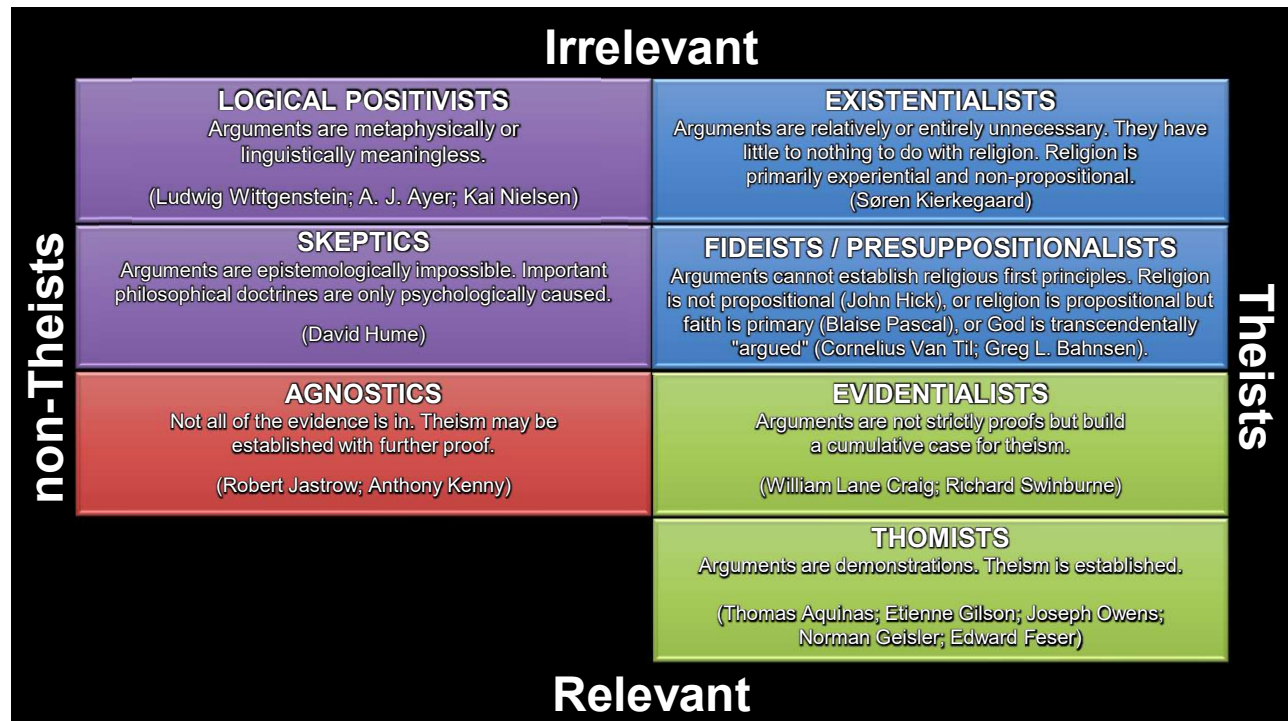 Irrelevant
non-Theists
LOGICAL POSITIVISTS
Arguments are metaphysically or
linguistically meaningless.
(Ludwig Wittgenstein; A. J. Ayer; Kai Nielsen)
EXISTENTIALISTS
Arguments are relatively or entirely unnecessary. They have
little to nothing to do with religion. Religion is
primarily experiential and non-propositional.
(Søren Kierkegaard)
SKEPTICS
Arguments are epistemologically impossible. Important
philosophical doctrines are only psychologically caused.
(David Hume)
FIDEISTS / PRESUPPOSITIONALISTS
Arguments cannot establish religious first principles. Religion
is not propositional (John Hick), or religion is propositional but
faith is primary (Blaise Pascal), or God is transcendentally
"argued" (Cornelius Van Til; Greg L. Bahnsen).
AGNOSTICS
Not all of the evidence is in. Theism may be
established with further proof.
(Robert Jastrow; Anthony Kenny)
EVIDENTIALISTS
Arguments are not strictly proofs but build
a cumulative case for theism.
(William Lane Craig; Richard Swinburne)
THOMISTS
Arguments are demonstrations. Theism is established.
(Thomas Aquinas; Etienne Gilson; Joseph Owens;
Norman Geisler; Edward Feser)
Theists
Relevant